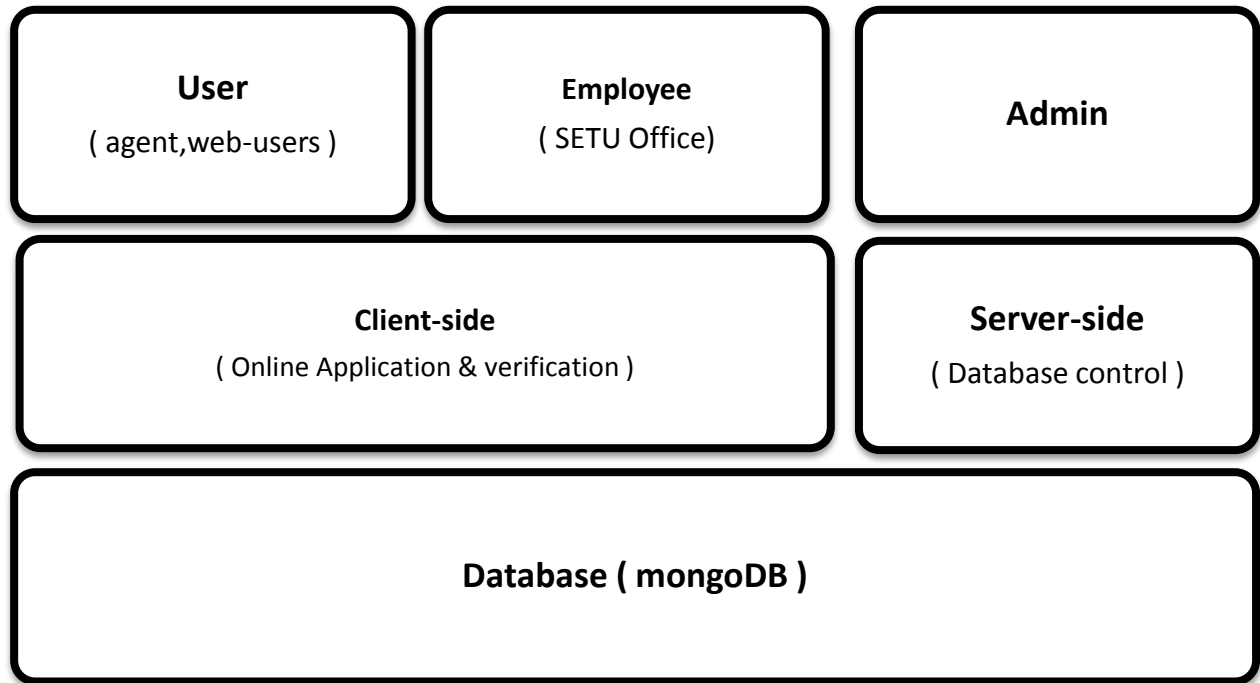 User
( agent,web-users )
Employee
( SETU Office)
Admin
Client-side
( Online Application & verification )
Server-side
( Database control )
Database ( mongoDB )